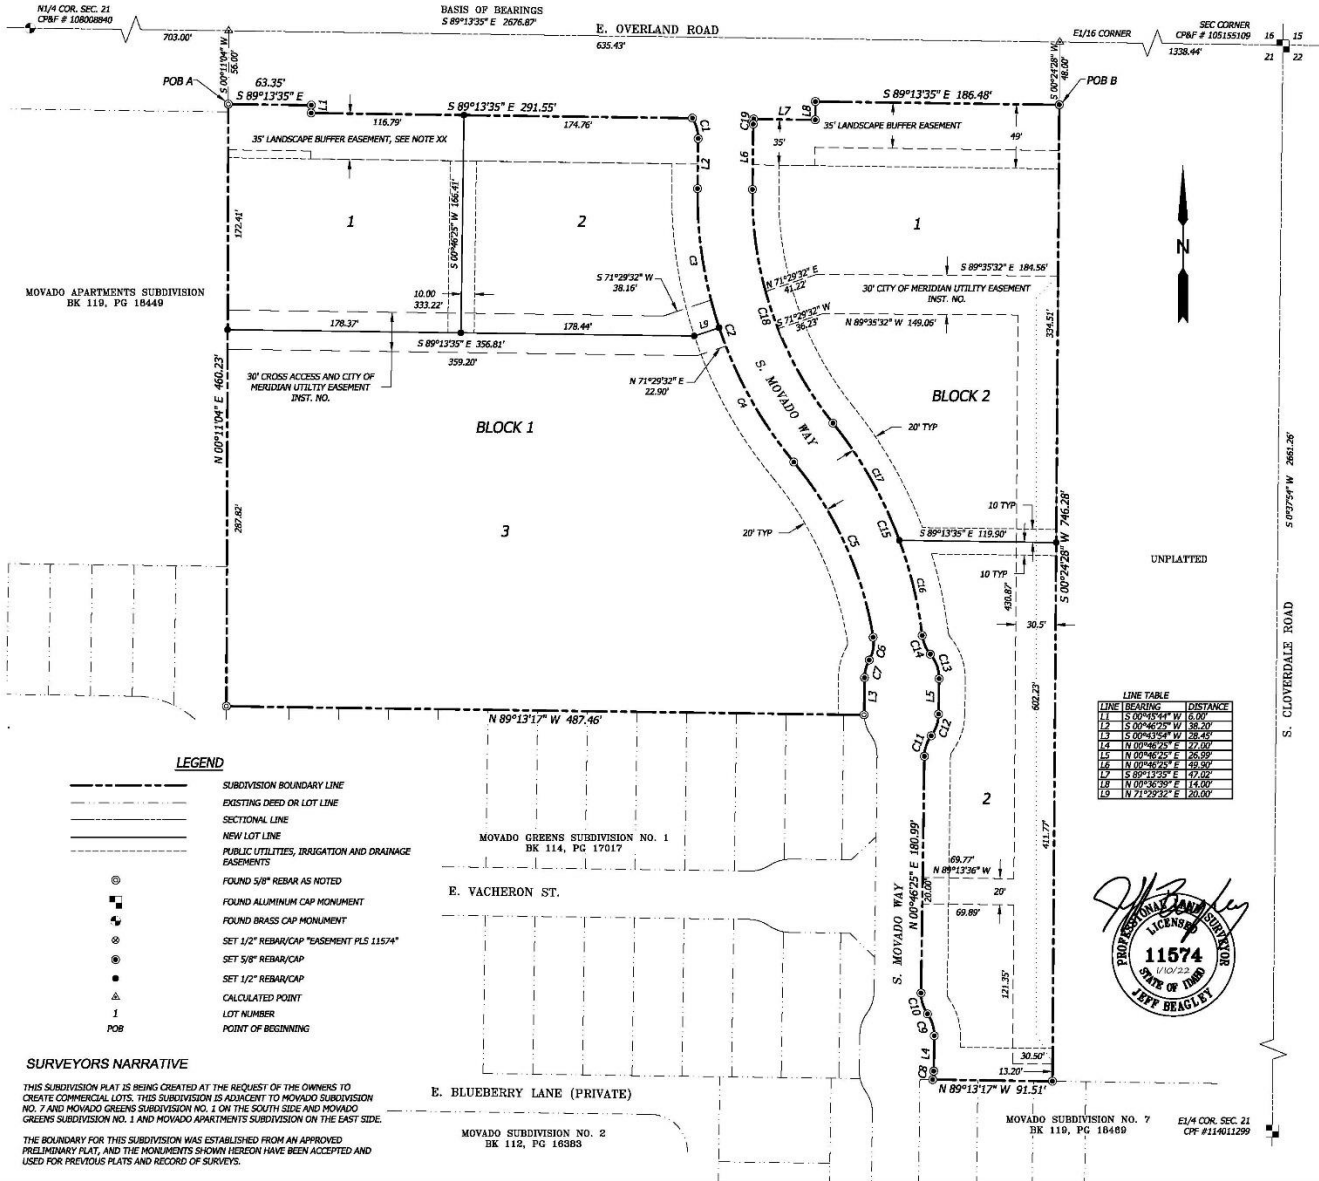 N1/4 COR. SEC. 21
CP&F # 108008840
703.00'
BASIS OF BEARINGS
S 89°13'35" E 2676.87'
E. OVERLAND ROAD
635.43'
E1/16 CORNER
SEC CORNER
CP&F # 105155109
1338.44'
16 15
21 22
POB A
S 00°11'04" W
56.00'
63.35'
S 89°13'35" E
L1
S 89°13'35" E 291.55'
116.79'
174.76'
C1
L2
C19
L7
L8
L6
S 89°13'35" E 186.48'
S 00°24'28" W
48.00'
POB B
35' LANDSCAPE BUFFER EASEMENT, SEE NOTE XX
35' LANDSCAPE BUFFER EASEMENT
35'
49'
172.41'
1
S 00°46'25" W 166.41'
2
1
N
C3
S 71°29'32" W
38.16'
N 71°29'32" E
41.22'
S 71°29'32" W
36.23'
C18
S 89°35'32" E 184.56'
30' CITY OF MERIDIAN UTILITY EASEMENT
INST. NO.
N 89°35'32" W 149.06'
334.51'
MOVADO APARTMENTS SUBDIVISION
BK 119, PG 18449
10.00
333.22'
178.37'
178.44'
L9
C2
S 89°13'35" E 356.81'
359.20'
30' CROSS ACCESS AND CITY OF
MERIDIAN UTILTIY EASEMENT
INST. NO.
N 71°29'32" E
22.90'
N 00°11'04" E 460.23'
BLOCK 1
C4
S. MOVADO WAY
BLOCK 2
20' TYP
C17
287.82'
3
20' TYP
C5
C15
10 TYP
S 89°13'35" E 119.90'
10 TYP
S 00°24'28" W 746.28'
UNPLATTED
S 0°37'54" W 2661.26'
S. CLOVERDALE ROAD
C16
430.87'
30.5'
C6
C7
L3
C14
C13
L5
C12
C11
602.23'
N 89°13'17" W 487.46'
LINE TABLE
LINE BEARING DISTANCE
L1 S 00°45'44" W 6.00'
L2 S 00°46'25" W 38.20'
L3 S 00°43'54" W 28.45'
L4 N 00°46'25" E 27.00'
L5 N 00°46'25" E 26.99'
L6 N 00°46'25" E 49.90'
L7 S 89°13'35" E 47.02'
L8 N 00°36'39" E 14.00'
L9 N 71°29'32" E 20.00'
LEGEND
SUBDIVISION BOUNDARY LINE
EXISTING DEED OR LOT LINE
SECTIONAL LINE
NEW LOT LINE
PUBLIC UTILITIES, IRRIGATION AND DRAINAGE
EASEMENTS
FOUND 5/8" REBAR AS NOTED
FOUND ALUMINUM CAP MONUMENT
FOUND BRASS CAP MONUMENT
SET 1/2" REBAR/CAP "EASEMENT PLS 11574"
SET 5/8" REBAR/CAP
SET 1/2" REBAR/CAP
CALCULATED POINT
1 LOT NUMBER
POB POINT OF BEGINNING
MOVADO GREENS SUBDIVISION NO. 1
BK 114, PG 17017
E. VACHERON ST.
S. MOVADO WAY
N 00°46'25" E 180.99'
20.00'
2
411.77'
69.77'
N 89°13'36" W
20'
69.89'
121.35'
C10
C9
L4
C8
30.50'
13.20'
N 89°13'17" W 91.51'
PROFESSIONAL LAND SURVEYOR
LICENSED
11574
1/10/22
STATE OF IDAHO
JEFF BEAGLEY
SURVEYORS NARRATIVE
THIS SUBDIVISION PLAT IS BEING CREATED AT THE REQUEST OF THE OWNERS TO
CREATE COMMERCIAL LOTS. THIS SUBDIVISION IS ADJACENT TO MOVADO SUBDIVISION
NO. 7 AND MOVADO GREENS SUBDIVISION NO. 1 ON THE SOUTH SIDE AND MOVADO
GREENS SUBDIVISION NO. 1 AND MOVADO APARTMENTS SUBDIVISION ON THE EAST SIDE.
THE BOUNDARY FOR THIS SUBDIVISION WAS ESTABLISHED FROM AN APPROVED
PRELIMINARY PLAT, AND THE MONUMENTS SHOWN HEREON HAVE BEEN ACCEPTED AND
USED FOR PREVIOUS PLATS AND RECORD OF SURVEYS.
E. BLUEBERRY LANE (PRIVATE)
MOVADO SUBDIVISION NO. 2
BK 112, PG 16383
MOVADO SUBDIVISION NO. 7
BK 119, PG 18469
E1/4 COR. SEC. 21
CPF #114011299